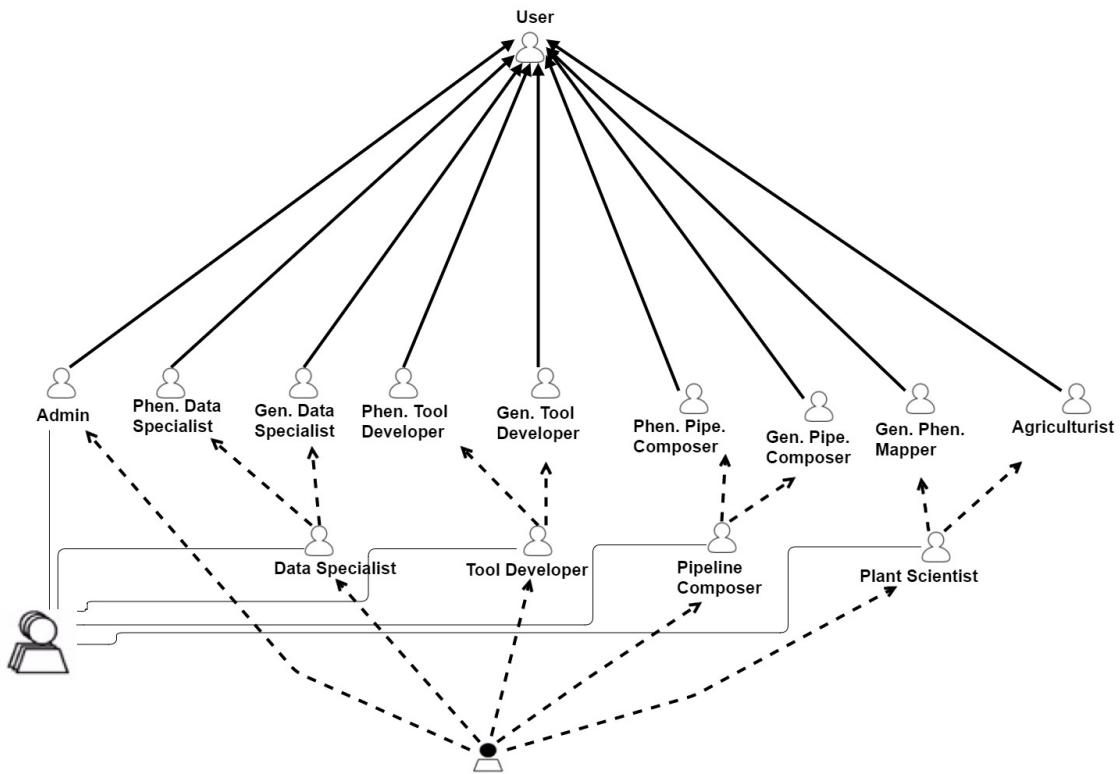 User
Admin
Phen. Data
Specialist
Gen. Data
Specialist
Phen. Tool
Developer
Gen. Tool
Developer
Phen. Pipe.
Composer
Gen. Pipe.
Composer
Gen. Phen.
Mapper
Agriculturist
Data Specialist
Tool Developer
Pipeline
Composer
Plant Scientist